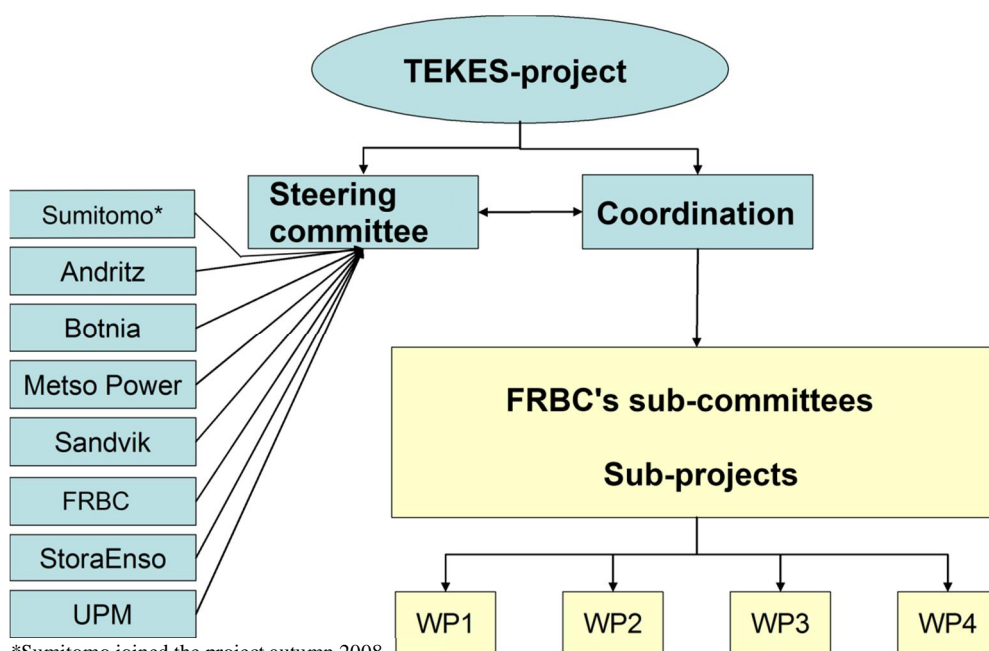 TEKES-project
Steering
committee
Coordination
Sumitomo*
Andritz
Botnia
Metso Power
Sandvik
FRBC
StoraEnso
UPM
FRBC's sub-committees
Sub-projects
WP1
WP2
WP3
WP4
*Sumitomo joined the project autumn 2008